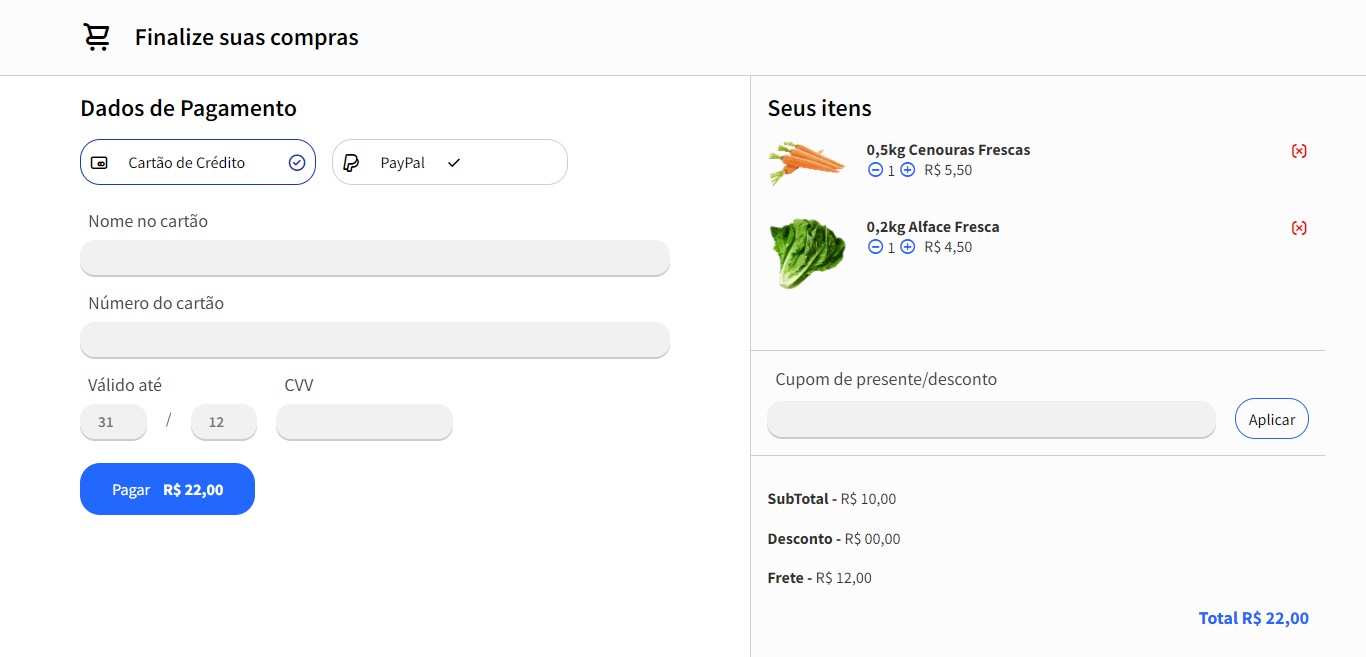 Finalize suas compras
Dados de Pagamento
Cartão de Crédito
PayPal
Nome no cartão
Número do cartão
Válido até
CVV
31 / 12
Pagar R$ 22,00
Seus itens
0,5kg Cenouras Frescas
1 R$ 5,50
0,2kg Alface Fresca
1 R$ 4,50
Cupom de presente/desconto
Aplicar
SubTotal - R$ 10,00
Desconto - R$ 00,00
Frete - R$ 12,00
Total R$ 22,00